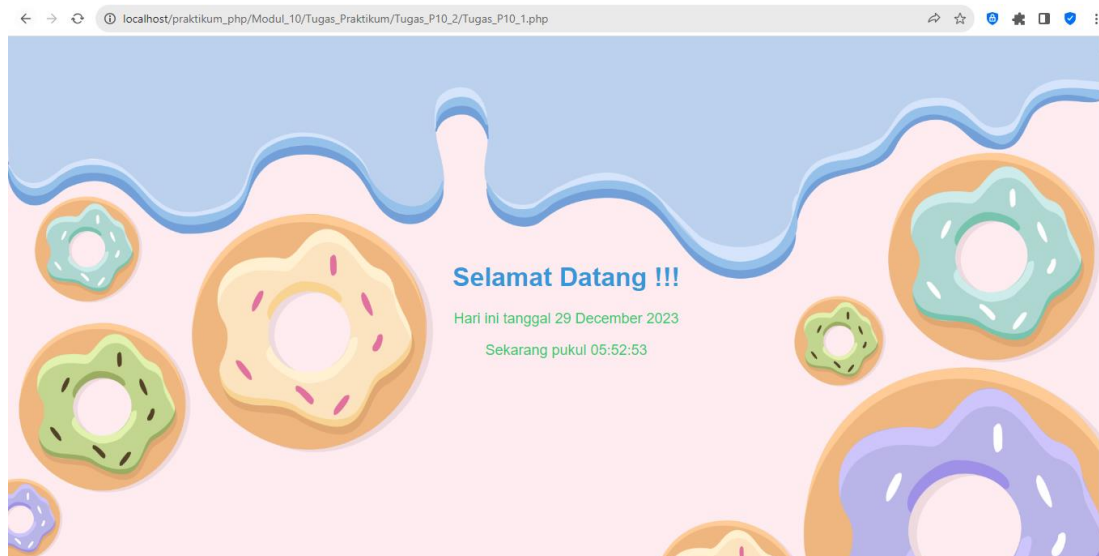 localhost/praktikum_php/Modul_10/Tugas_Praktikum/Tugas_P10_2/Tugas_P10_1.php
Selamat Datang !!!
Hari ini tanggal 29 December 2023
Sekarang pukul 05:52:53